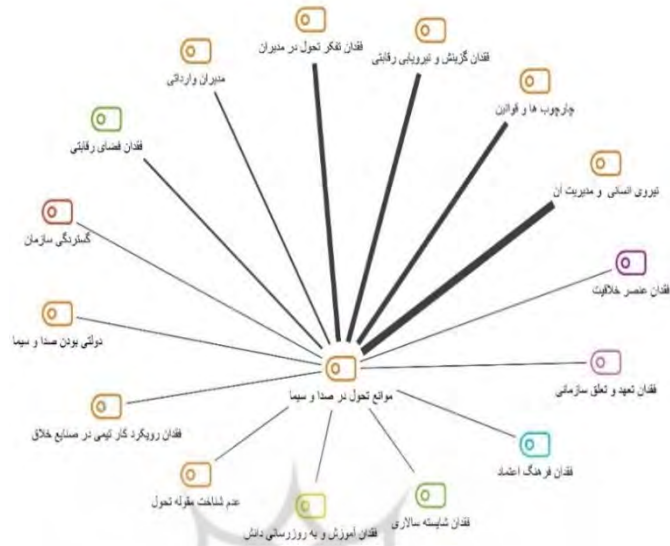 فقدان تفکر تحول در مدیران
فقدان گزینش و نیرویابی رقابتی
مدیران وارداتی
چارچوب ها و قوانین
فقدان فضای رقابتی
نیروی انسانی و مدیریت آن
گستردگی سازمان
فقدان عنصر خلاقیت
دولتی بودن صدا و سیما
فقدان تعهد و تعلق سازمانی
موانع تحول در صدا و سیما
فقدان رویکرد کار تیمی در صنایع خلاق
فقدان فرهنگ اعتماد
عدم شناخت مقوله تحول
فقدان شایسته سالاری
فقدان آموزش و به روزرسانی دانش